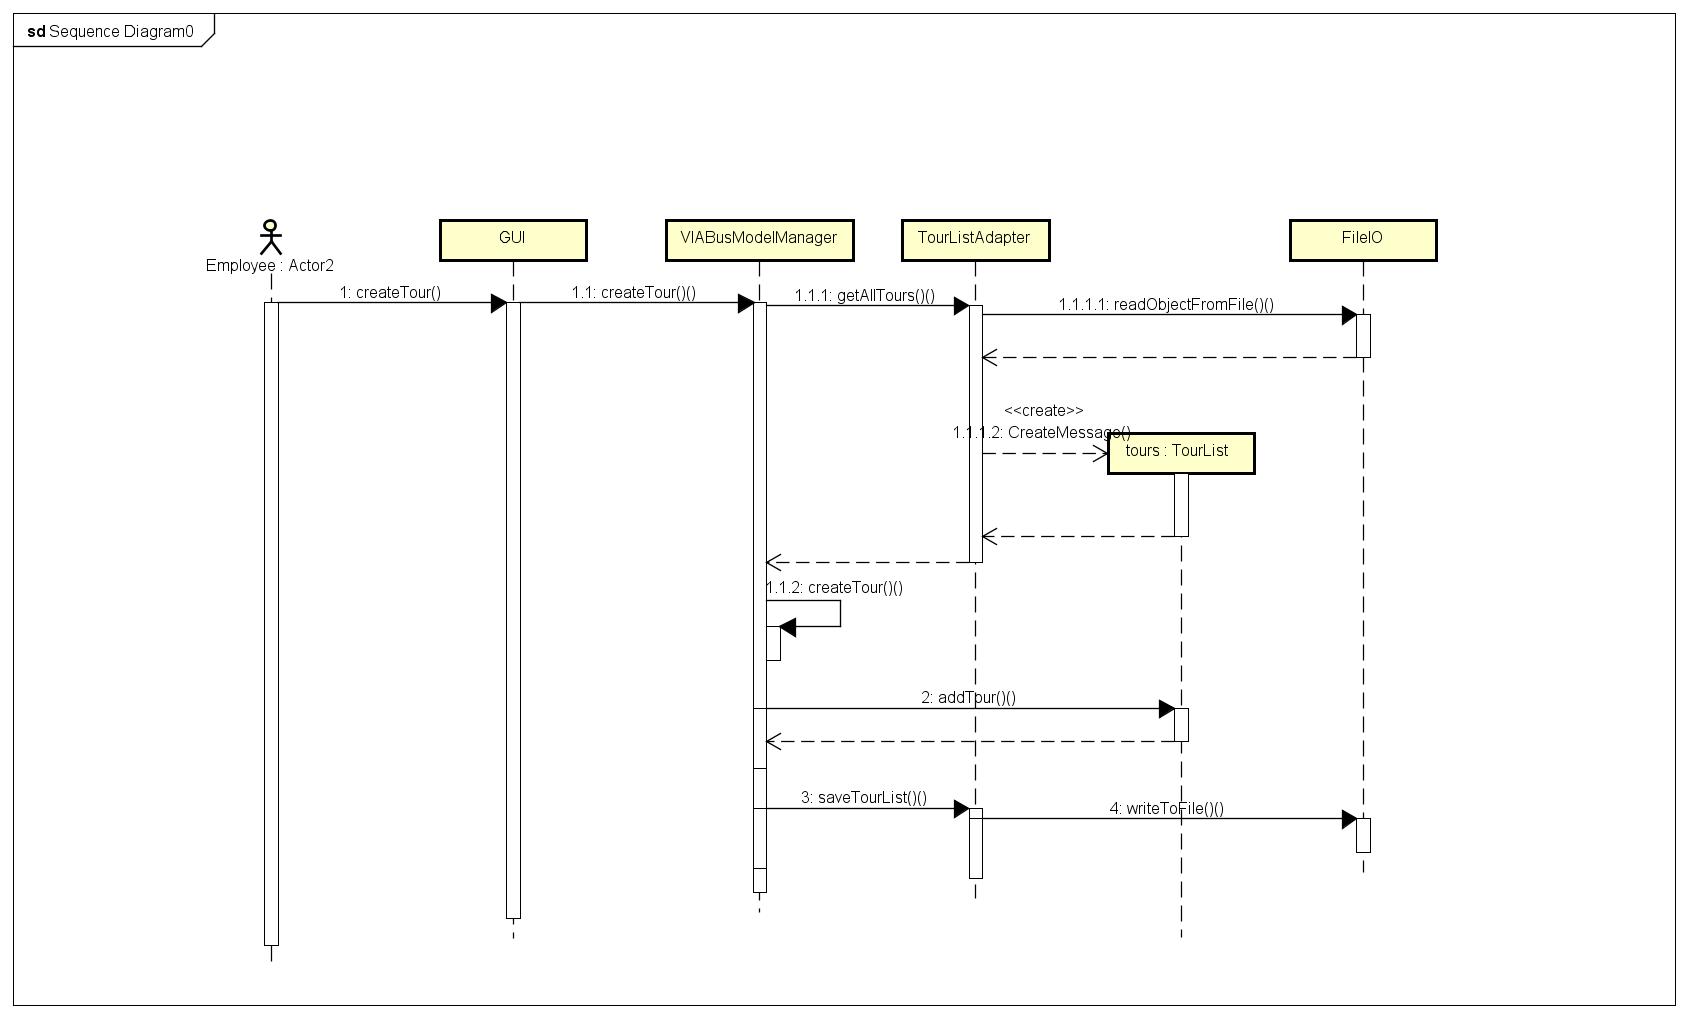 sd Sequence Diagram0
GUI
VIABusModelManager
TourListAdapter
FileIO
Employee : Actor2
1: createTour()
1.1: createTour()()
1.1.1: getAllTours()()
1.1.1.1: readObjectFromFile()()
<<create>>
1.1.1.2: CreateMessage()
tours : TourList
1.1.2: createTour()()
2: addTour()()
3: saveTourList()()
4: writeToFile()()